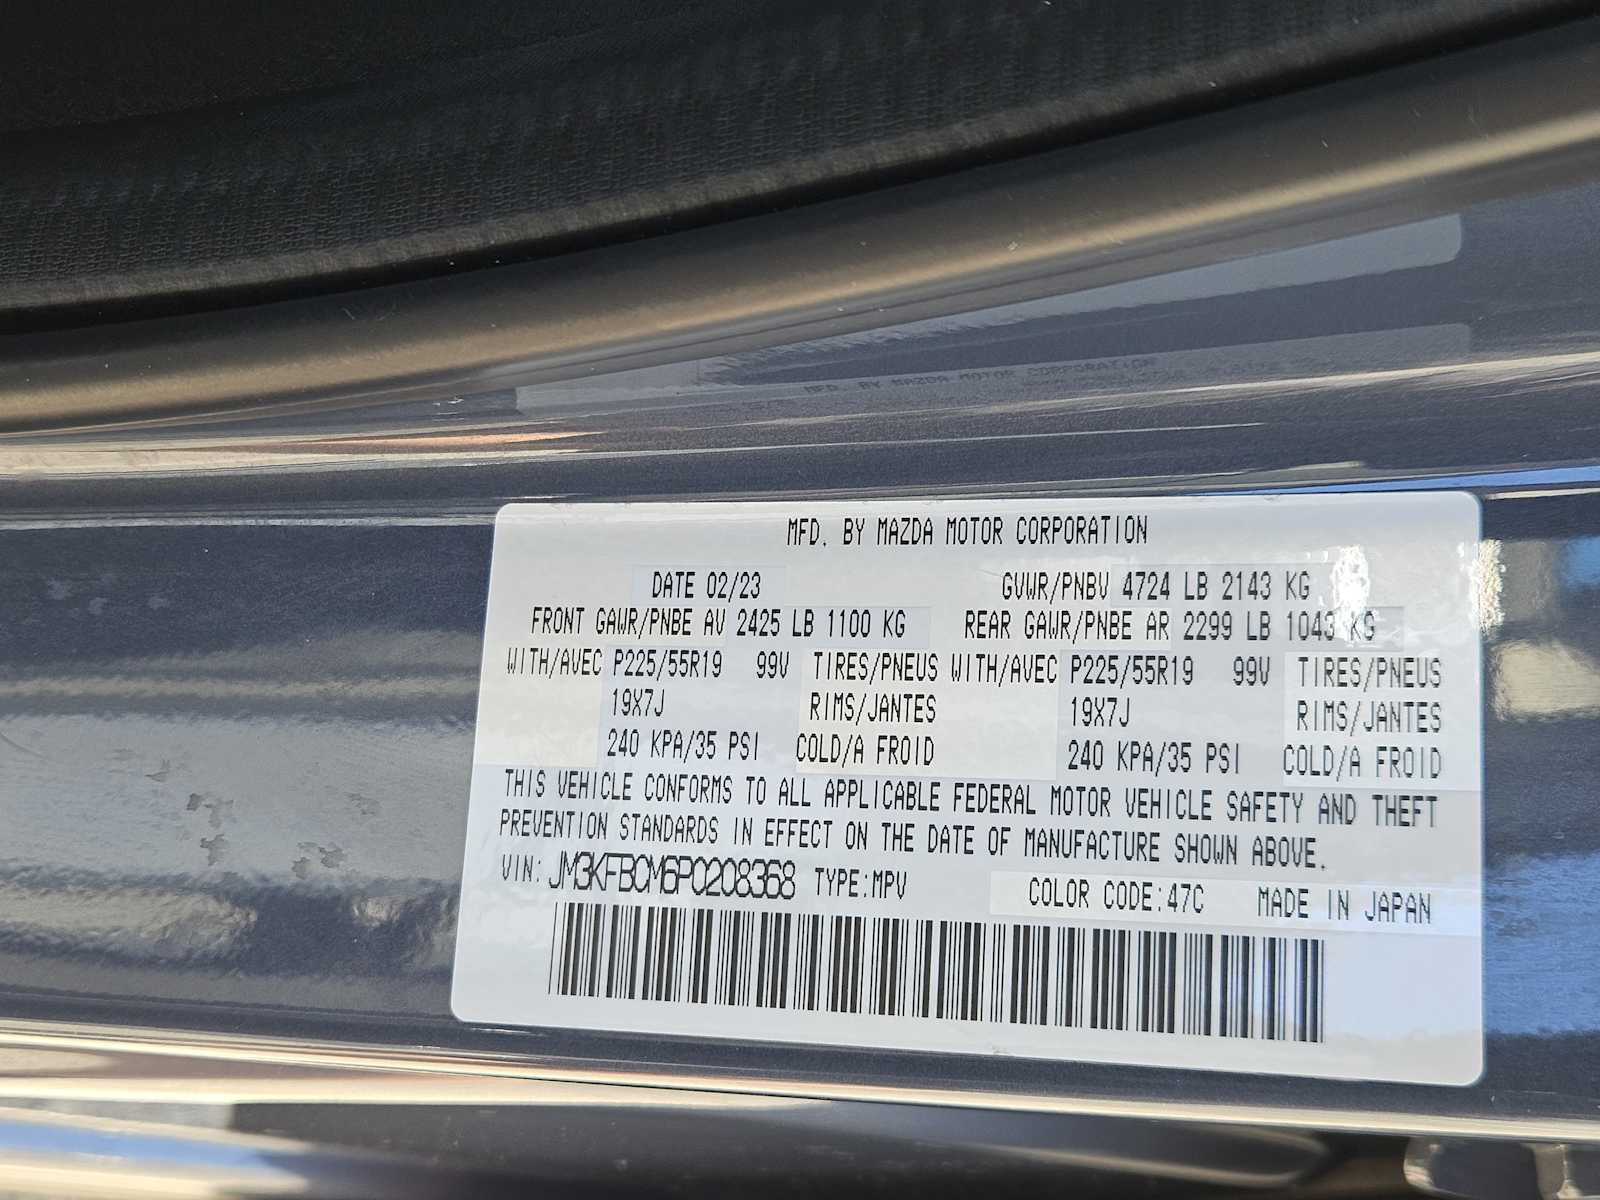 MFD. BY MAZDA MOTOR CORPORATION
MFD. BY MAZDA MOTOR CORPORATION
DATE 02/23 GVWR/PNBV 4724 LB 2143 KG
FRONT GAWR/PNBE AV 2425 LB 1100 KG REAR GAWR/PNBE AR 2299 LB 1043 KG
WITH/AVEC P225/55R19 99V TIRES/PNEUS WITH/AVEC P225/55R19 99V TIRES/PNEUS
19X7J RIMS/JANTES 19X7J RIMS/JANTES
240 KPA/35 PSI COLD/A FROID 240 KPA/35 PSI COLD/A FROID
THIS VEHICLE CONFORMS TO ALL APPLICABLE FEDERAL MOTOR VEHICLE SAFETY AND THEFT
PREVENTION STANDARDS IN EFFECT ON THE DATE OF MANUFACTURE SHOWN ABOVE.
VIN: JM3KFBCM6P0208368 TYPE:MPV COLOR CODE:47C MADE IN JAPAN